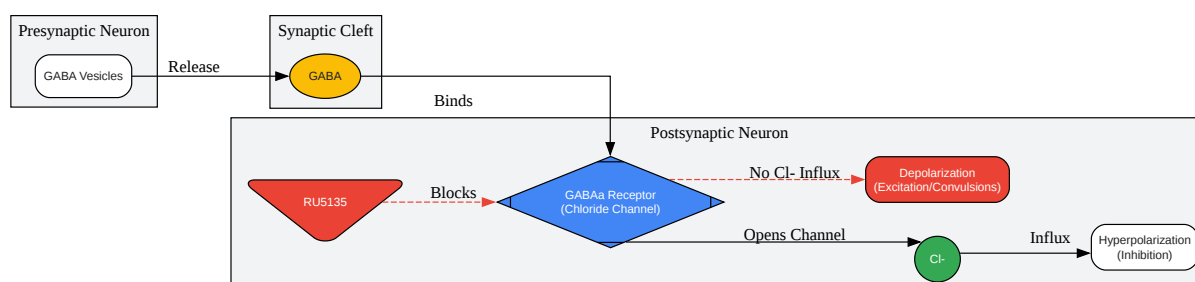 Presynaptic Neuron
GABA Vesicles
Release
Synaptic Cleft
GABA
Binds
Postsynaptic Neuron
RU5135
Blocks
GABAa Receptor
(Chloride Channel)
No Cl- Influx
Depolarization
(Excitation/Convulsions)
Opens Channel
Cl-
Influx
Hyperpolarization
(Inhibition)